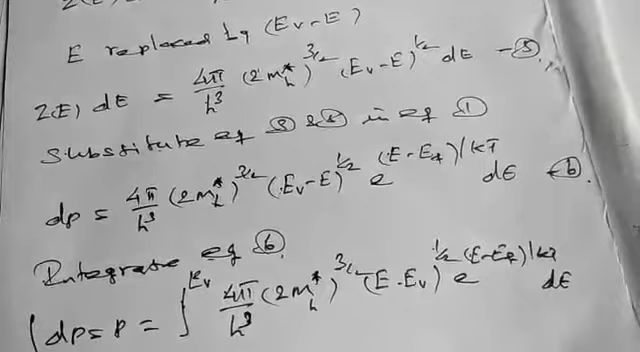 Z(E)
E replaced by (Ev-E)
Z(E) dE = 4π/h³ (2m*h)^3/2 (Ev-E)^1/2 dE -⑤
Substitute eq ③ & ⑤ in eq ①
dp = 4π/h³ (2m*h)^3/2 (Ev-E)^1/2 e^(E-EF)/kT dE -⑥.
Integrate eq ⑥.
∫dp = p = ∫^Ev 4π/h³ (2m*h)^3/2 (E-Ev)^1/2 e^(E-EF)/kT dE